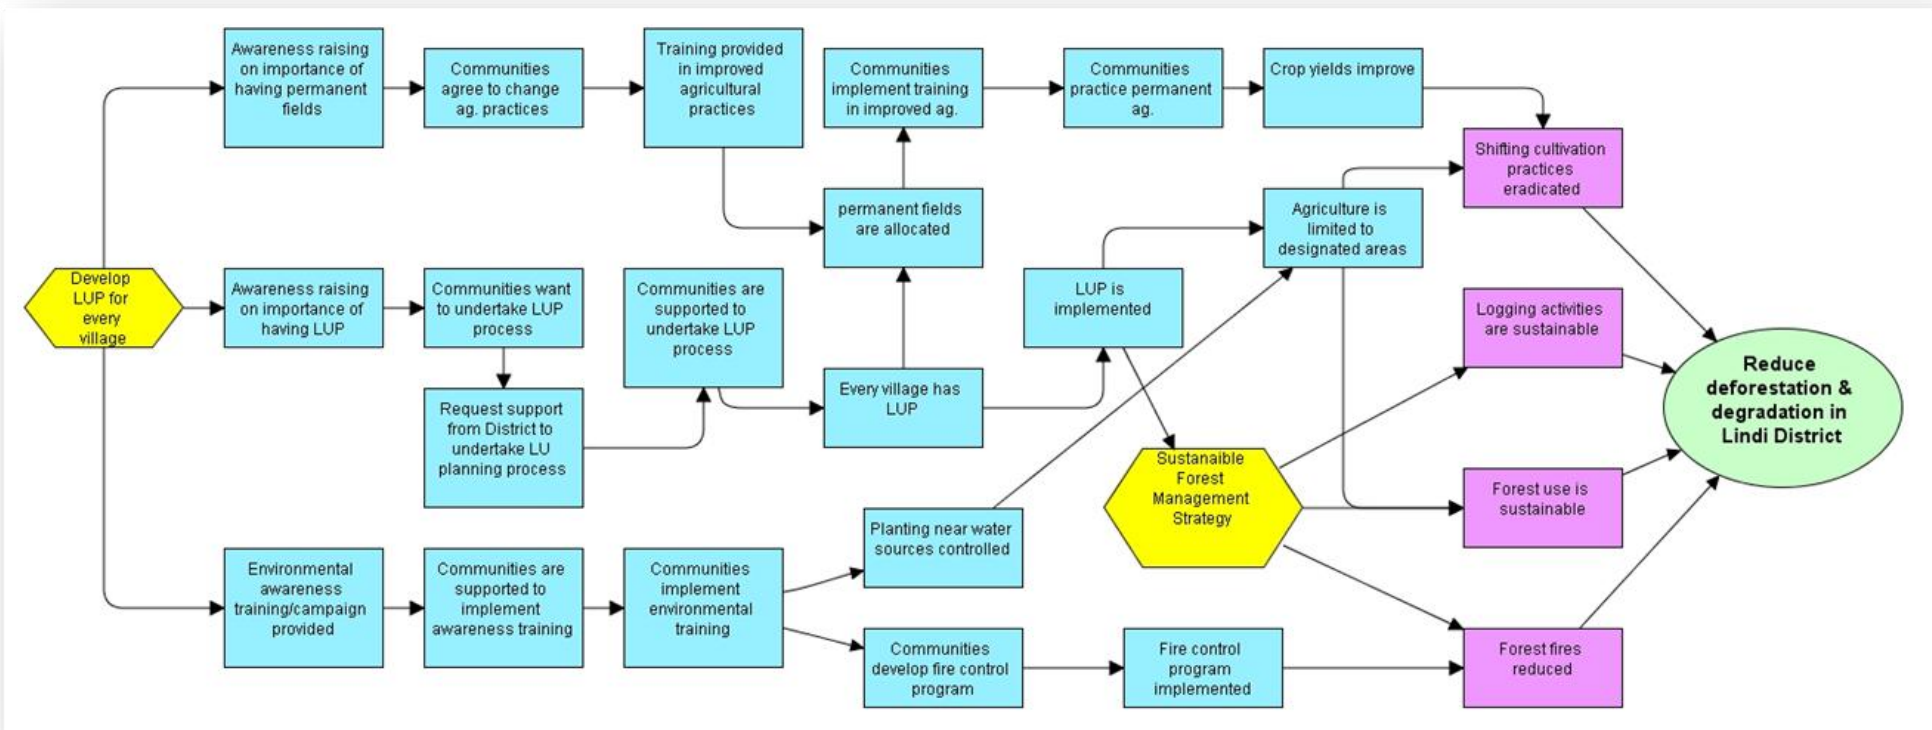 Awareness raising
on importance of
having permanent
fields
Communities
agree to change
ag. practices
Training provided
in improved
agricultural
practices
Communities
implement training
in improved ag.
Communities
practice permanent
ag.
Crop yields improve
Shifting cultivation
practices
eradicated
permanent fields
are allocated
Agriculture is
limited to
designated areas
Develop
LUP for
every
village
Awareness raising
on importance of
having LUP
Communities want
to undertake LUP
process
Communities are
supported to
undertake LUP
process
LUP is
implemented
Logging activities
are sustainable
Reduce
deforestation &
degradation in
Lindi District
Request support
from District to
undertake LU
planning process
Every village has
LUP
Sustanaible
Forest
Management
Strategy
Forest use is
sustainable
Planting near water
sources controlled
Environmental
awareness
training/campaign
provided
Communities are
supported to
implement
awareness training
Communities
implement
environmental
training
Communities
develop fire control
program
Fire control
program
implemented
Forest fires
reduced